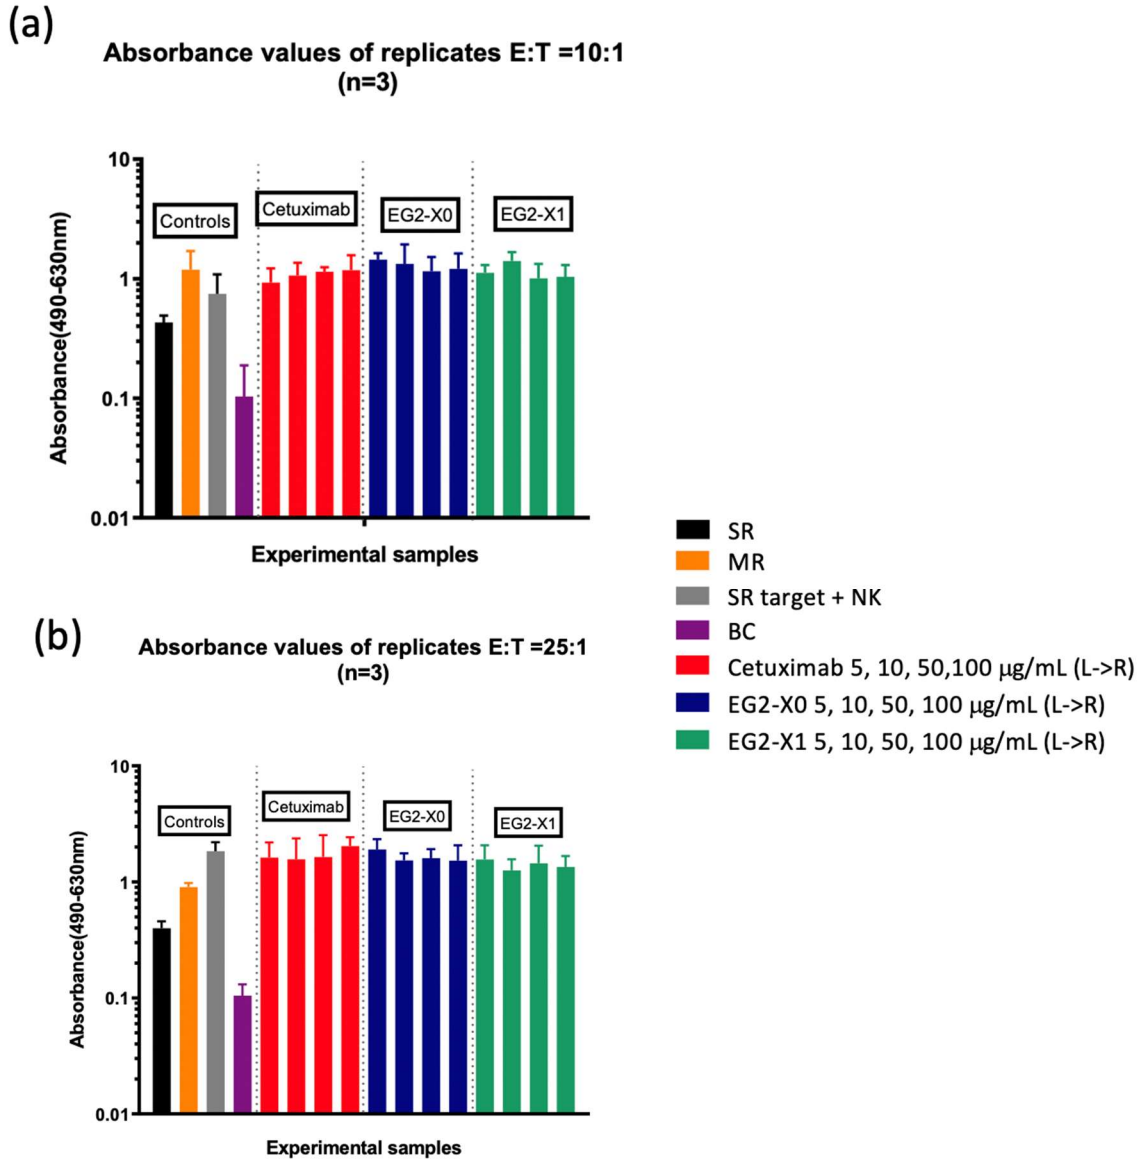 (a)
Absorbance values of replicates E:T =10:1
(n=3)
10
1
0.1
0.01
Absorbance(490-630nm)
Controls
Cetuximab
EG2-X0
EG2-X1
Experimental samples
SR
MR
SR target + NK
BC
Cetuximab 5, 10, 50,100 µg/mL (L->R)
EG2-X0 5, 10, 50, 100 µg/mL (L->R)
EG2-X1 5, 10, 50, 100 µg/mL (L->R)
(b)
Absorbance values of replicates E:T =25:1
(n=3)
10
1
0.1
0.01
Absorbance(490-630nm)
Controls
Cetuximab
EG2-X0
EG2-X1
Experimental samples